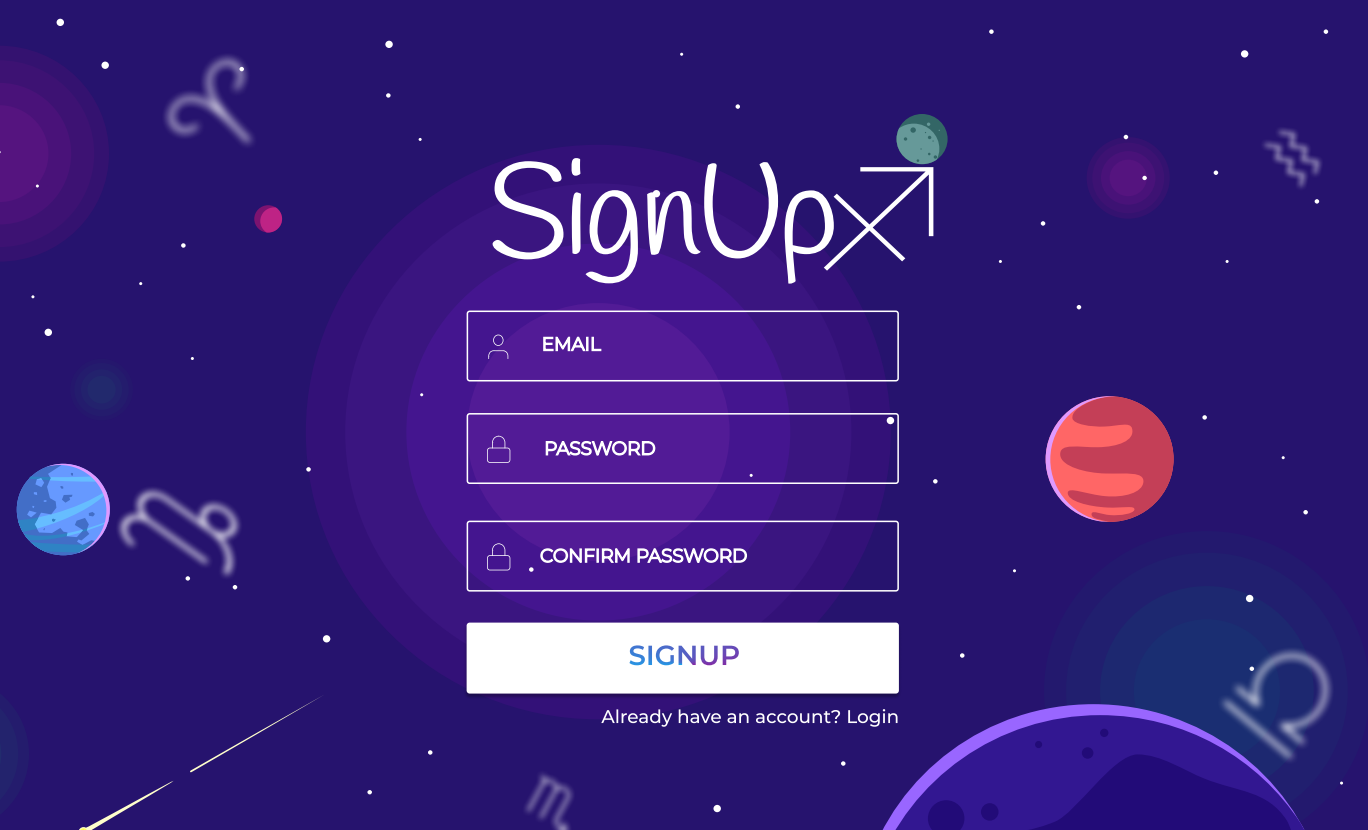 SignUp
EMAIL
PASSWORD
CONFIRM PASSWORD
SIGNUP
Already have an account? Login